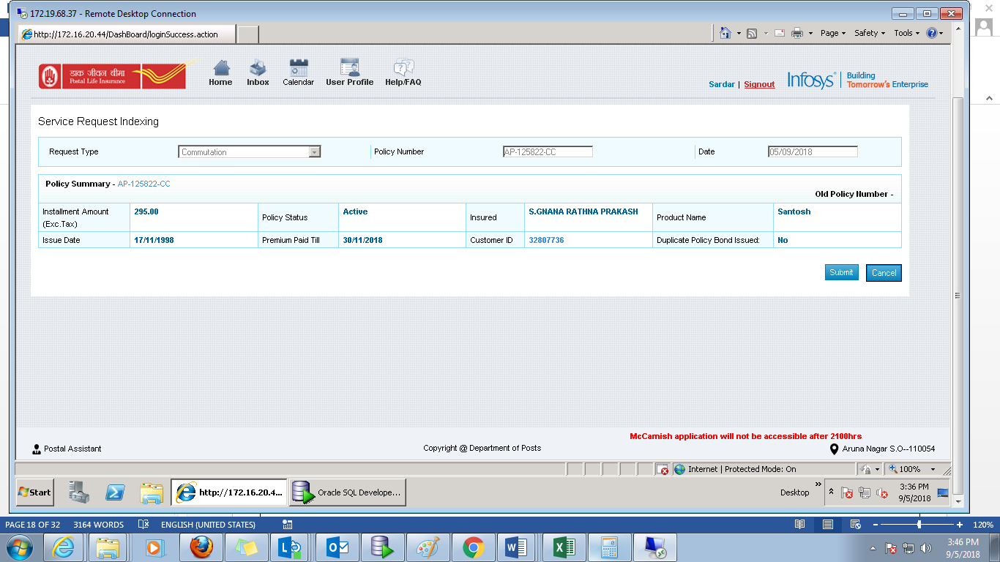 172.19.68.37 - Remote Desktop Connection
http://172.16.20.44/DashBoard/loginSuccess.action
Page Safety Tools
डाक जीवन बीमा
Postal Life Insurance
Home Inbox Calendar User Profile Help/FAQ
Sardar | Signout
Infosys | Building
Tomorrow's Enterprise
Service Request Indexing
Request Type Commutation Policy Number AP-125822-CC Date 05/09/2018
Policy Summary - AP-125822-CC
Old Policy Number -
Installment Amount (Exc.Tax) 295.00 Policy Status Active Insured S.GNANA RATHNA PRAKASH Product Name Santosh
Issue Date 17/11/1998 Premium Paid Till 30/11/2018 Customer ID 32807736 Duplicate Policy Bond Issued: No
Submit Cancel
McCamish application will not be accessible after 2100hrs
Postal Assistant Copyright @ Department of Posts Aruna Nagar S.O--110054
Internet | Protected Mode: On 100%
Start http://172.16.20.4... Oracle SQL Develope... Desktop 3:36 PM
9/5/2018
PAGE 18 OF 32 3164 WORDS ENGLISH (UNITED STATES) 120%
3:46 PM
9/5/2018